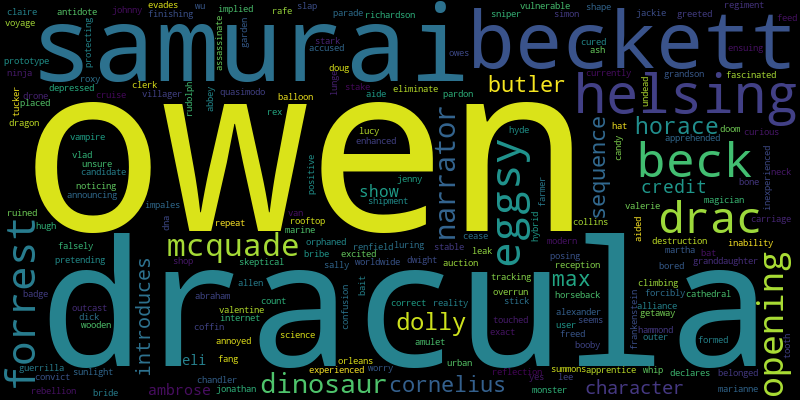 claire antidote johnny evades wu implied rafe slap parade richardson sniper vulnerable simon shape jackie greeted regiment
voyage finishing assassinate garden stark accused cured ash owes grandson feed
samurai beckett
prototype protecting drone ninja roxy depressed clerk doug stake aide eliminate pardon butler currently undead helsing fascinated ensuing
tucker placed cruise villager rudolph abbey quasimodo balloon lunge
dragon owen rex lucy enhanced narrator hyde sequence hat horace doom curious
vampire vlad unsure candidate noticing announcing positive jenny show shipment eggsy candy apprehended beck bone neck inexperienced
credit magician
ruined hugh impales dna van rooftop marine repeat farmer hybrid collins valerie drac carriage
forrest falsely pretending mcquade orphaned bribe excited renfield luring cease stable leak modern posing aided destruction martha bat inability opening
badge shop skeptical sally worldwide dwight auction reception bored granddaughter
introduces dracula abraham allen count confusion bait tracking overrun max horseback climbing forcibly cathedral
outcast dick wooden coffin valentine internet correct reality stick alexander user seems alliance getaway
annoyed science dolly touched exact freed booby frankenstein hammond outer formed tooth
guerrilla sunlight eli fang orleans amulet urban summons apprentice whip declares belonged
convict chandler experienced worry reflection yes lee
rebellion bride ambrose jonathan dinosaur cornelius monster character marianne